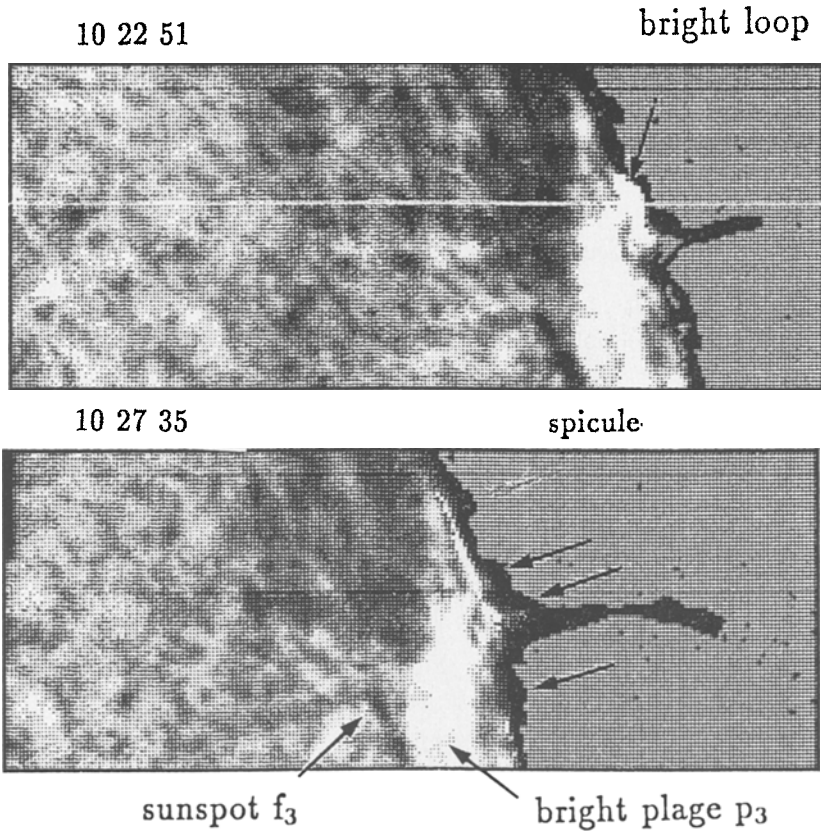 10 22 51
bright loop
10 27 35
spicule
sunspot f₃
bright plage p₃